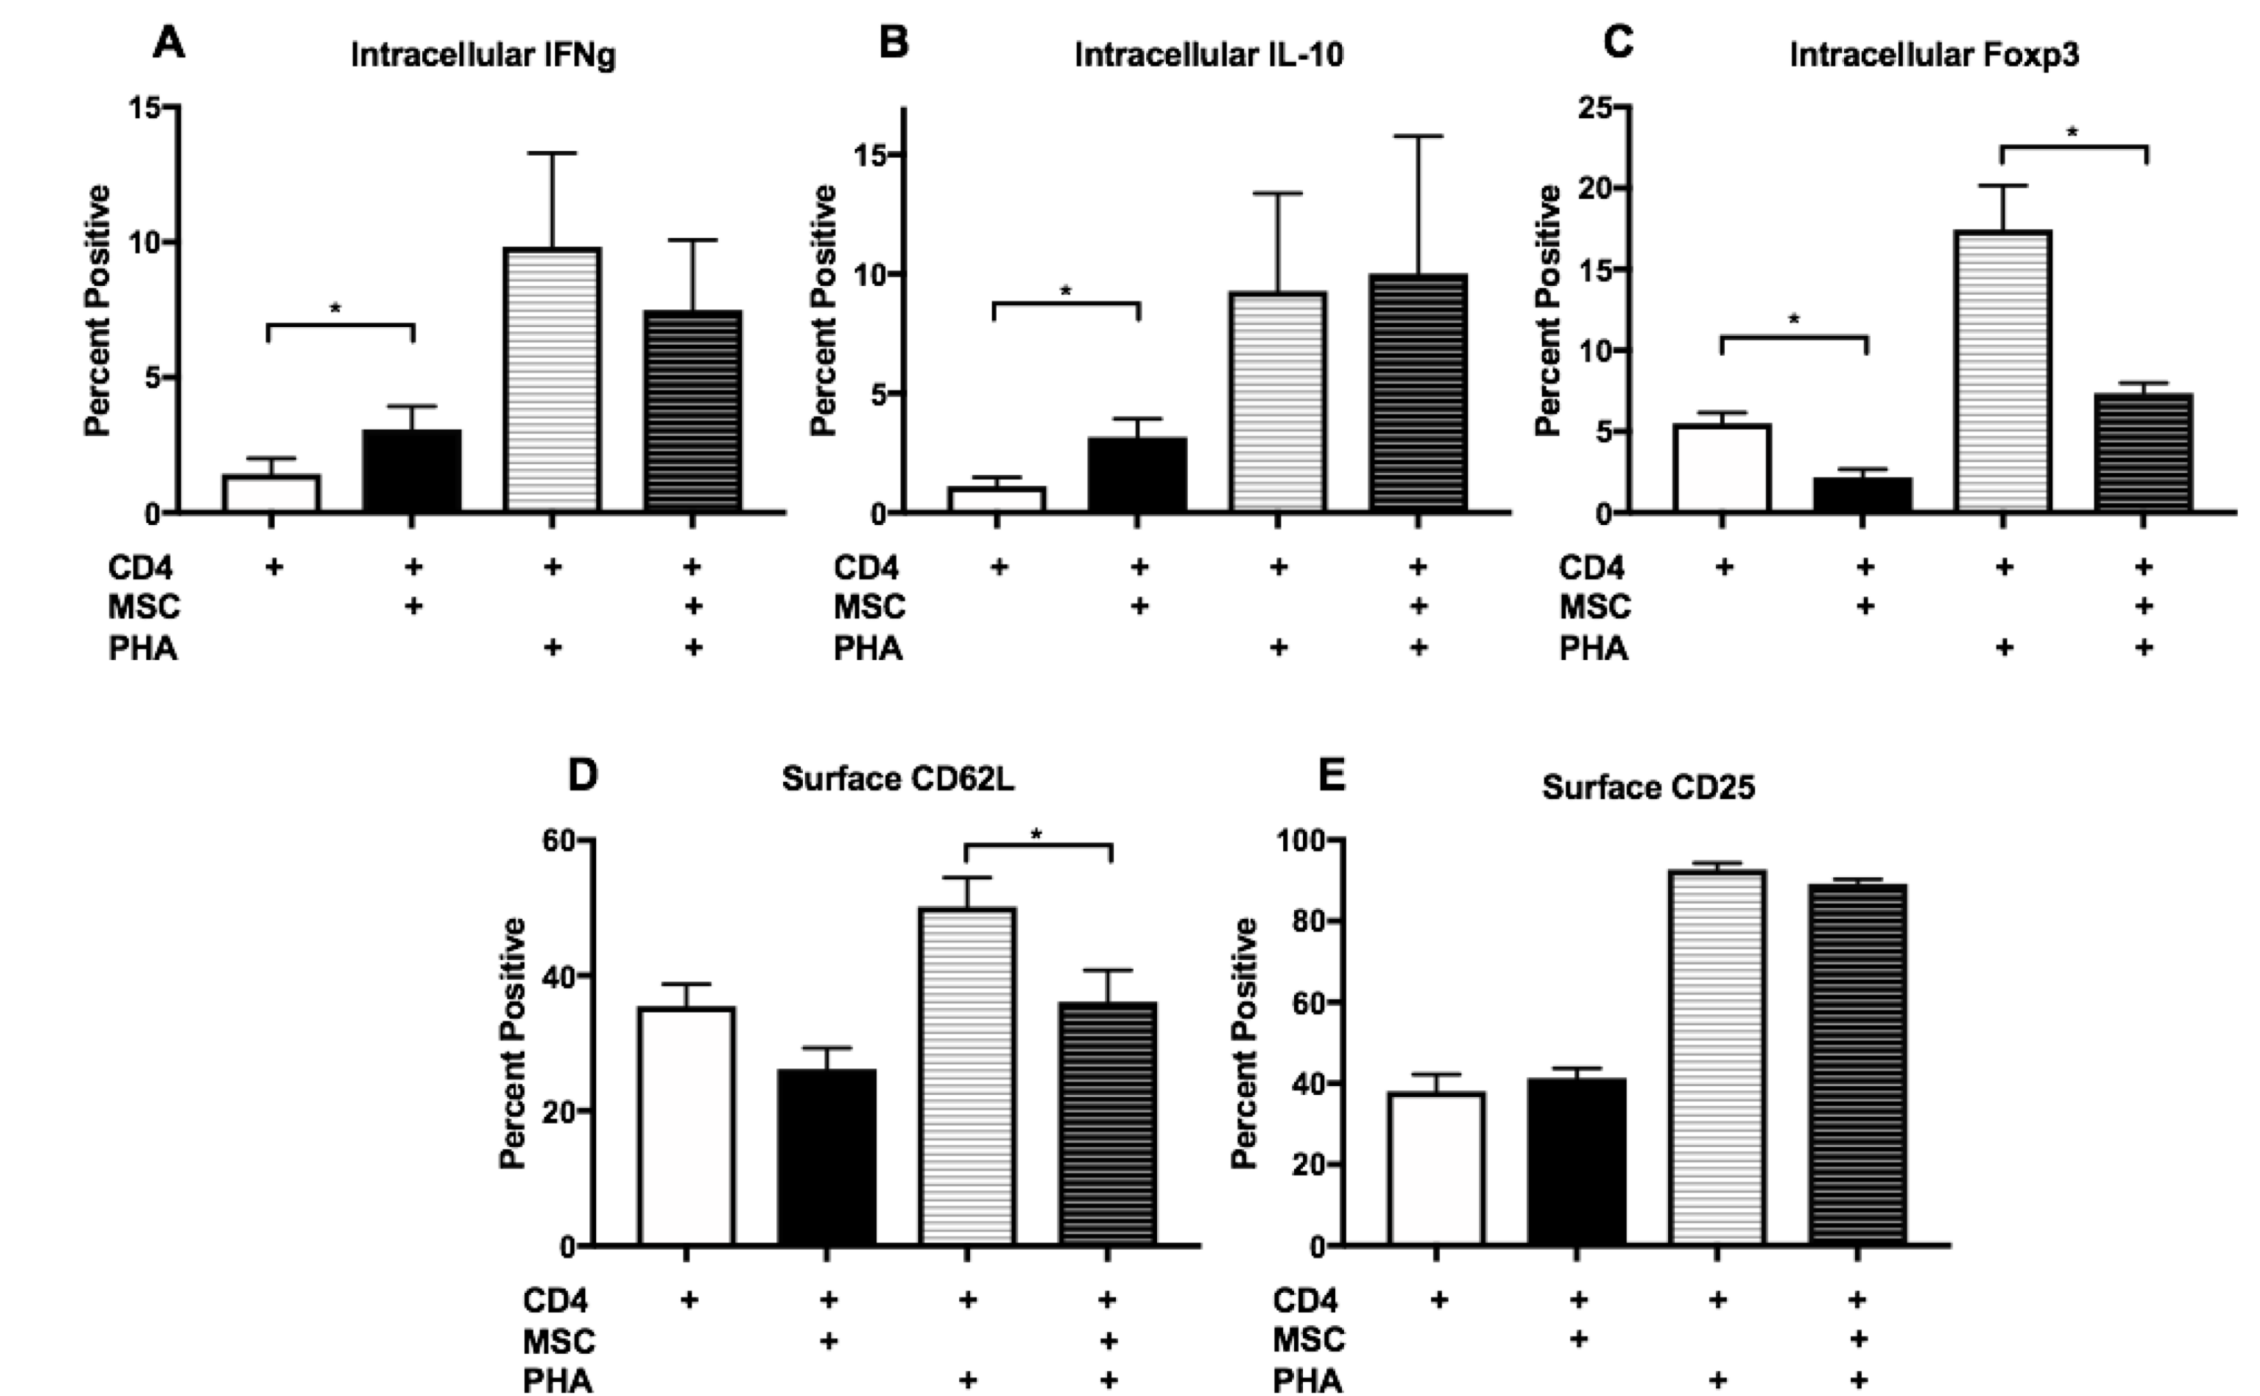 A Intracellular IFNg
15
10
5
0
Percent Positive
*
CD4 + + + +
MSC + +
PHA + +
B Intracellular IL-10
15
10
5
0
Percent Positive
*
CD4 + + + +
MSC + +
PHA + +
C Intracellular Foxp3
25
20
15
10
5
0
Percent Positive
*
*
CD4 + + + +
MSC + +
PHA + +
D Surface CD62L
60
40
20
0
Percent Positive
*
CD4 + + + +
MSC + +
PHA + +
E Surface CD25
100
80
60
40
20
0
Percent Positive
CD4 + + + +
MSC + +
PHA + +